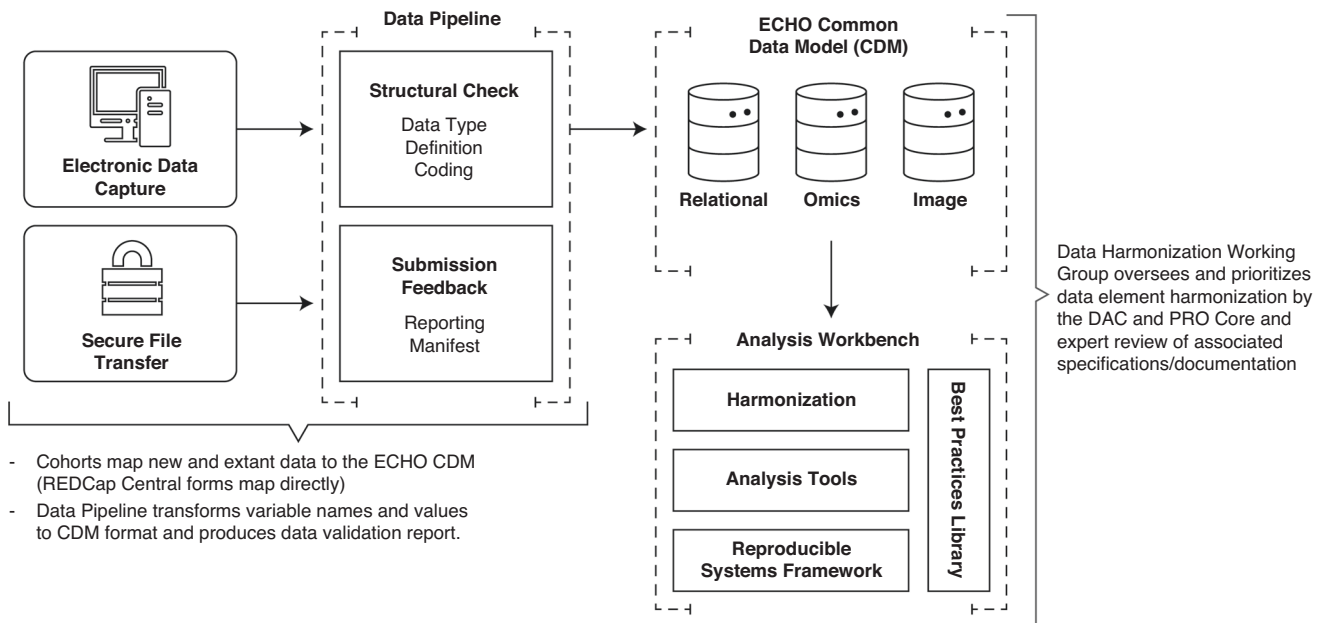 Data Pipeline
ECHO Common
Data Model (CDM)
Electronic Data
Capture
Structural Check
Data Type
Definition
Coding
Relational
Omics
Image
Secure File
Transfer
Submission
Feedback
Reporting
Manifest
Data Harmonization Working
Group oversees and prioritizes
data element harmonization by
the DAC and PRO Core and
expert review of associated
specifications/documentation
Analysis Workbench
Harmonization
Analysis Tools
Reproducible
Systems Framework
Best Practices Library
- Cohorts map new and extant data to the ECHO CDM
(REDCap Central forms map directly)
- Data Pipeline transforms variable names and values
to CDM format and produces data validation report.